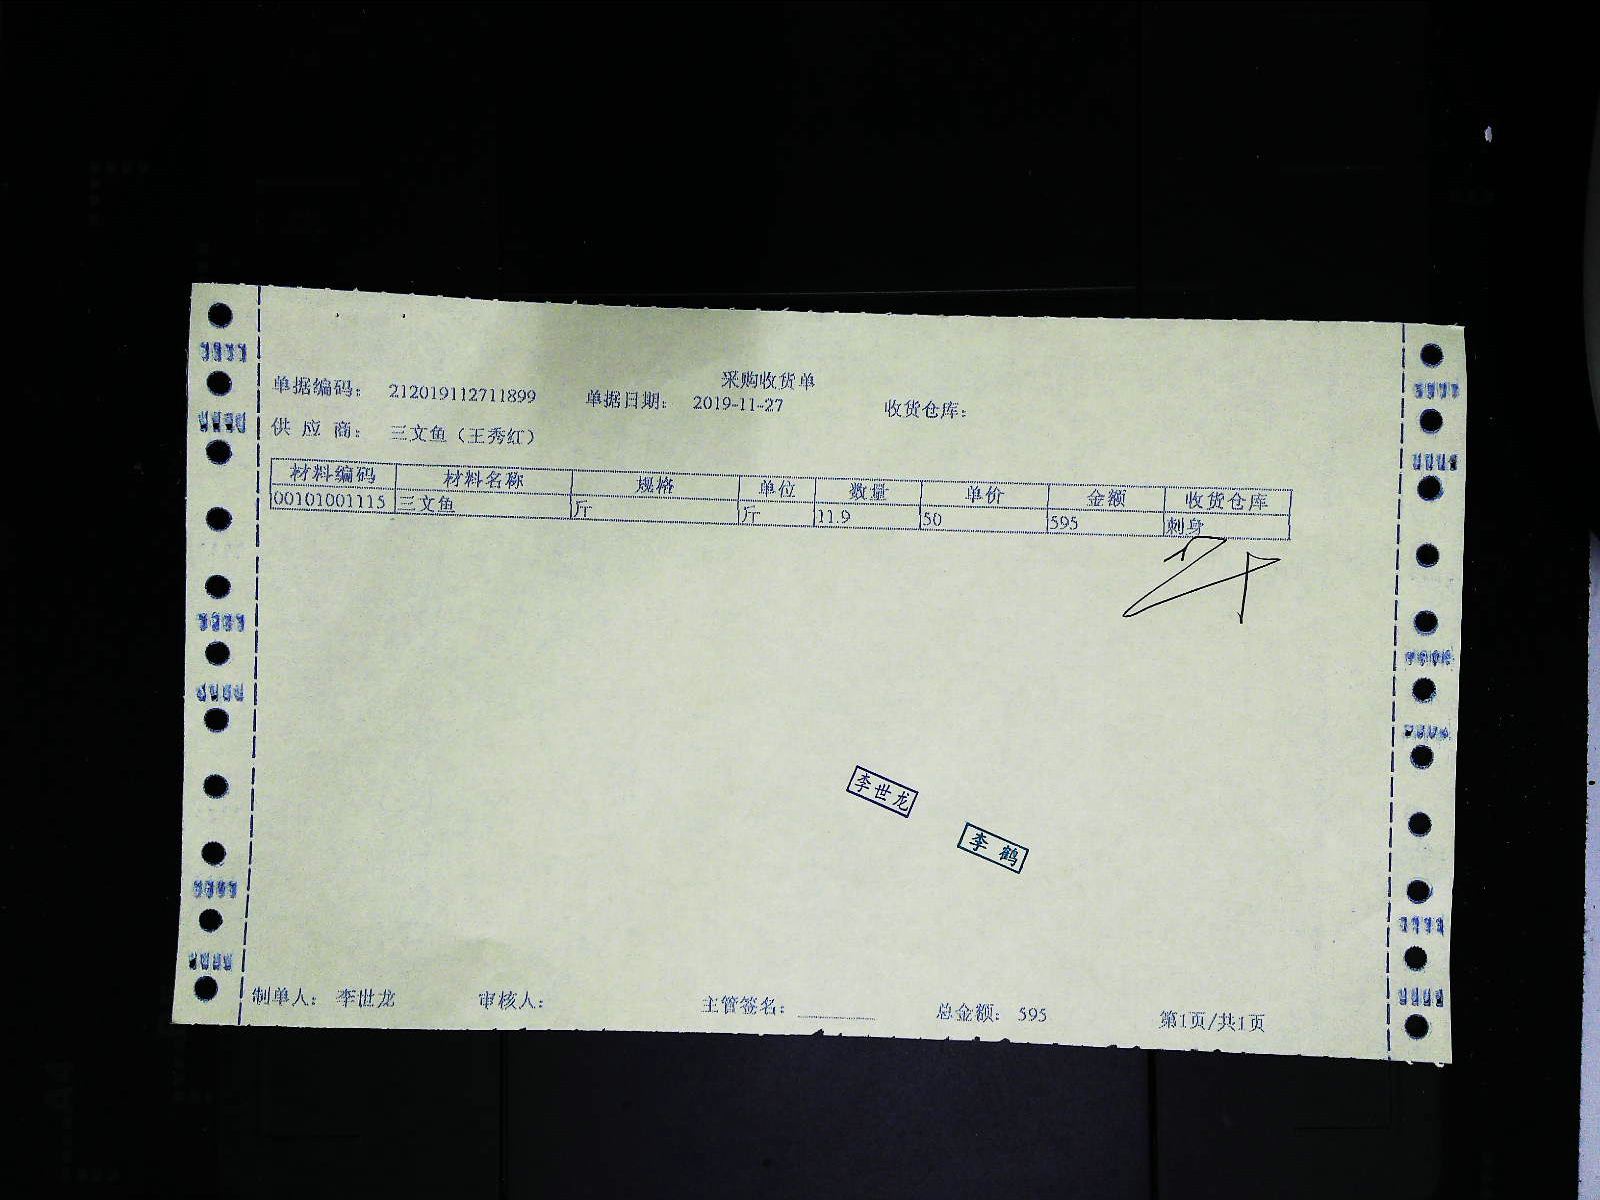 采购收货单
单据编码： 212019112711899 单据日期： 2019-11-27 收货仓库：
供 应 商： 三文鱼（王秀红）
材料编码 材料名称 规格 单位 数量 单价 金额 收货仓库
00101001115 三文鱼 斤 斤 11.9 50 595 刺身
李世龙
李鹤
制单人： 李世龙 审核人： 主管签名： 总金额： 595 第1页/共1页